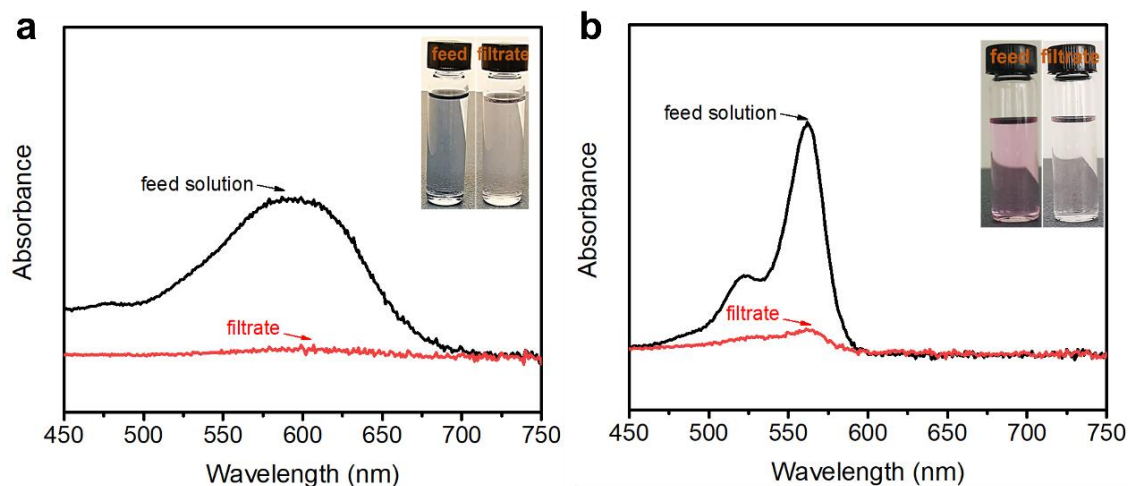 a
feed filtrate
feed solution
filtrate
Absorbance
450 500 550 600 650 700 750
Wavelength (nm)
b
feed filtrate
feed solution
filtrate
Absorbance
450 500 550 600 650 700 750
Wavelength (nm)